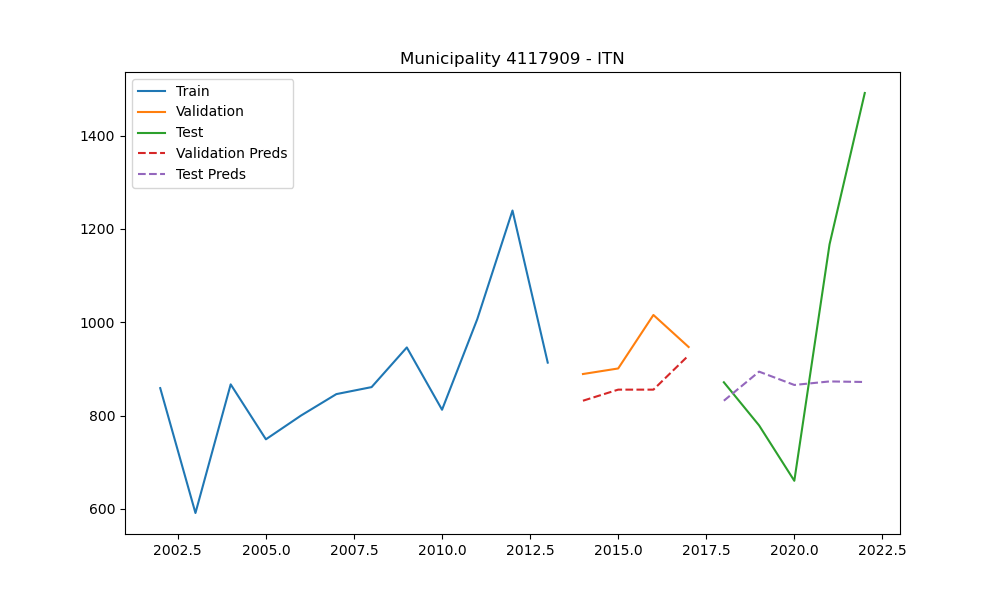 Municipality 4117909 - ITN
Train
Validation
Test
Validation Preds
Test Preds
1400
1200
1000
800
600
2002.5 2005.0 2007.5 2010.0 2012.5 2015.0 2017.5 2020.0 2022.5